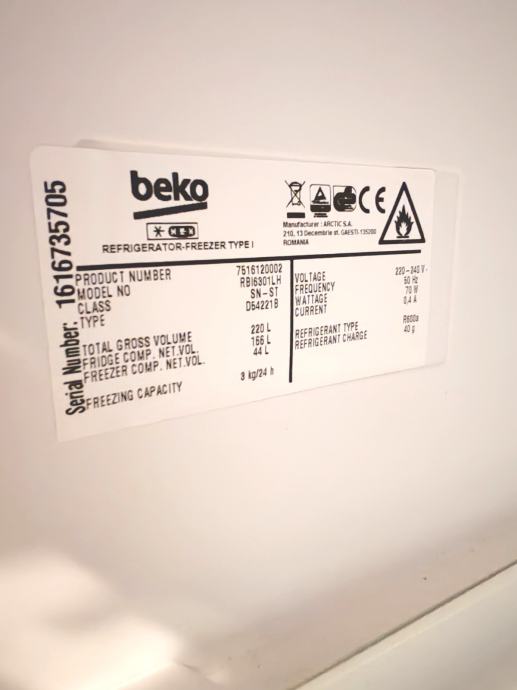 Serial Number: 1616735705
beko
REFRIGERATOR-FREEZER TYPE I
CE
Manufacturer : ARCTIC S.A.
210, 13 Decembrie st. GAESTI-135200
ROMANIA
PRODUCT NUMBER 7516120002
MODEL NO RBI6301LH
CLASS SN-ST
TYPE D54221B
TOTAL GROSS VOLUME 220 L
FRIDGE COMP. NET.VOL. 166 L
FREEZER COMP. NET.VOL. 44 L
FREEZING CAPACITY 3 kg/24 h
VOLTAGE 220-240 V~
FREQUENCY 50 Hz
WATTAGE 70 W
CURRENT 0,4 A
REFRIGERANT TYPE R600a
REFRIGERANT CHARGE 40 g